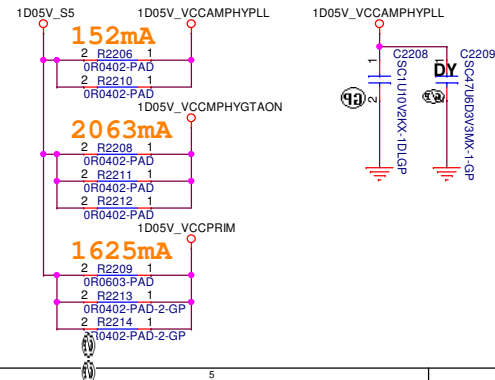 1D05V_S5
1D05V_VCCAMPHYPLL
152mA
2 R2206 1
0R0402-PAD
2 R2210 1
0R0402-PAD
1D05V_VCCMPHYGTAON
2063mA
2 R2208 1
0R0402-PAD
2 R2211 1
0R0402-PAD
2 R2212 1
0R0402-PAD
1D05V_VCCPRIM
1625mA
2 R2209 1
0R0603-PAD
2 R2213 1
0R0402-PAD-2-GP
2 R2214 1
0R0402-PAD-2-GP
1D05V_VCCAMPHYPLL
1
2
C2208
SC1U10V2KX-1DLGP
DY
C2209
SC47U6D3V3MX-1-GP
5